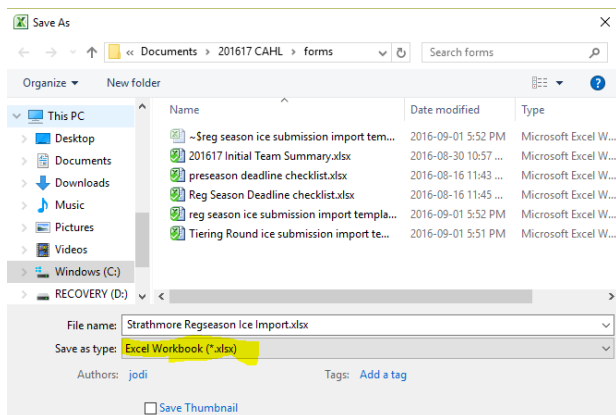 Save As
« Documents > 201617 CAHL > forms
Search forms
Organize
New folder
Name Date modified Type
This PC
Desktop
Documents
Downloads
Music
Pictures
Videos
Windows (C:)
RECOVERY (D:)
~$reg season ice submission import tem... 2016-09-01 5:52 PM Microsoft Excel W...
201617 Initial Team Summary.xlsx 2016-08-30 10:57 ... Microsoft Excel W...
preseason deadline checklist.xlsx 2016-08-16 11:43 ... Microsoft Excel W...
Reg Season Deadline checklist.xlsx 2016-08-16 11:45 ... Microsoft Excel W...
reg season ice submission import templa... 2016-09-01 5:52 PM Microsoft Excel W...
Tiering Round ice submission import te... 2016-09-01 5:51 PM Microsoft Excel W...
File name: Strathmore Regseason Ice Import.xlsx
Save as type: Excel Workbook (*.xlsx)
Authors: jodi Tags: Add a tag
Save Thumbnail